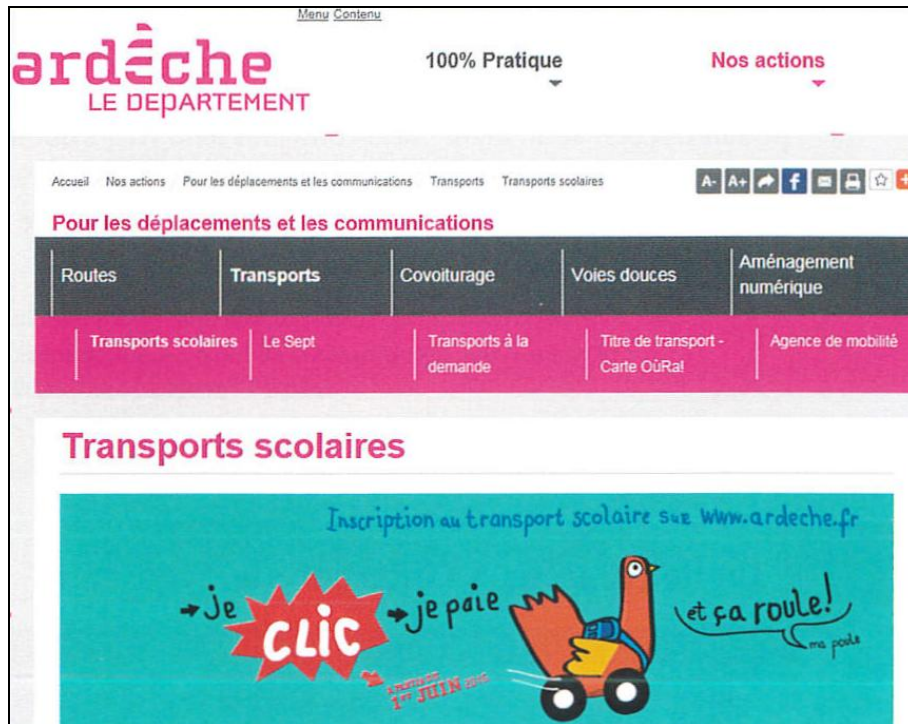 Menu Contenu
ardèche
LE DEPARTEMENT
100% Pratique
Nos actions
Accueil Nos actions Pour les déplacements et les communications Transports Transports scolaires
A- A+
Pour les déplacements et les communications
Routes
Transports
Covoiturage
Voies douces
Aménagement
numérique
Transports scolaires
Le Sept
Transports à la
demande
Titre de transport -
Carte OùRa!
Agence de mobilité
Transports scolaires
Inscription au transport scolaire sur www.ardeche.fr
je
CLIC
je paie
et ça roule!
ma poule
A PARTIR DU
1er JUIN